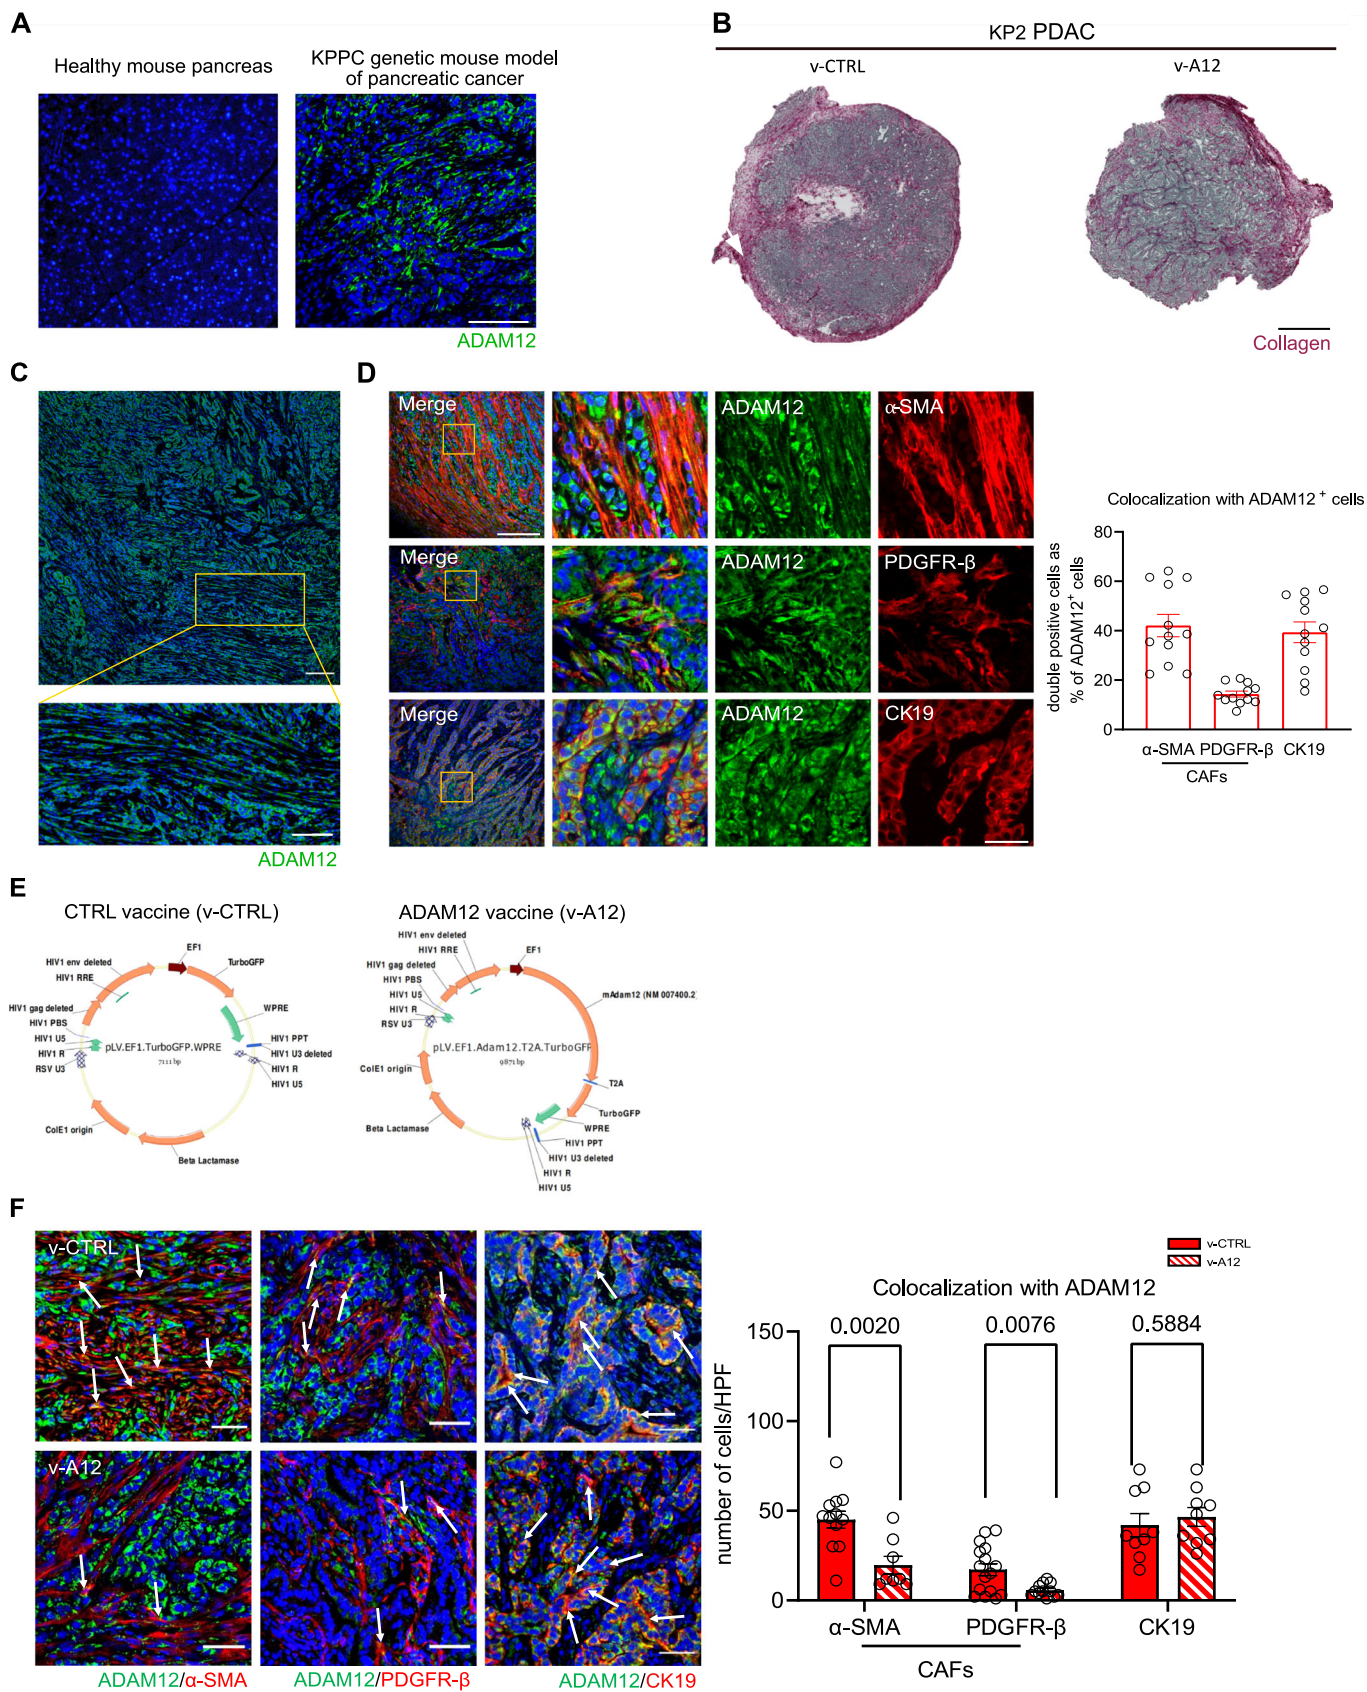 A
Healthy mouse pancreas
KPPC genetic mouse model
of pancreatic cancer
ADAM12
B
KP2 PDAC
v-CTRL
v-A12
Collagen
C
ADAM12
D
Merge
ADAM12
α-SMA
Merge
ADAM12
PDGFR-β
Merge
ADAM12
CK19
Colocalization with ADAM12 + cells
double positive cells as
% of ADAM12+ cells
80
60
40
20
0
α-SMA PDGFR-β CK19
CAFs
E
CTRL vaccine (v-CTRL)
EF1
HIV1 env deleted
TurboGFP
HIV1 RRE
HIV1 gag deleted
WPRE
HIV1 PBS
HIV1 U5
HIV1 R
RSV U3
pLV.EF1.TurboGFP.WPRE
7111 bp
HIV1 PPT
HIV1 U3 deleted
HIV1 R
HIV1 U5
ColE1 origin
Beta Lactamase
ADAM12 vaccine (v-A12)
HIV1 env deleted
HIV1 RRE
EF1
HIV1 gag deleted
HIV1 PBS
HIV1 U5
HIV1 R
RSV U3
mAdam12 (NM 007400.2)
pLV.EF1.Adam12.T2A.TurboGFP
9871 bp
ColE1 origin
T2A
TurboGFP
Beta Lactamase
WPRE
HIV1 PPT
HIV1 U3 deleted
HIV1 R
HIV1 U5
F
v-CTRL
v-A12
ADAM12/α-SMA
ADAM12/PDGFR-β
ADAM12/CK19
v-CTRL
v-A12
Colocalization with ADAM12
number of cells/HPF
150
100
50
0
0.0020
0.0076
0.5884
α-SMA
PDGFR-β
CK19
CAFs